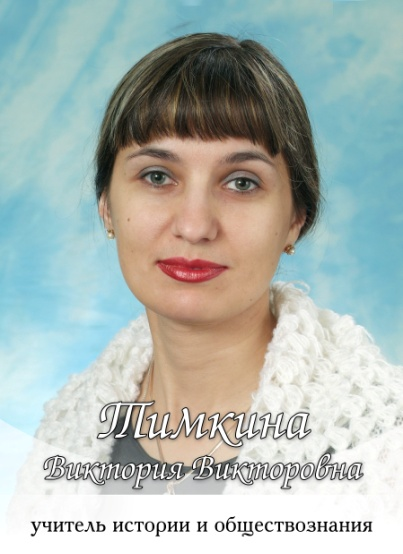 Тимкина
Виктория Викторовна
учитель истории и обществознания